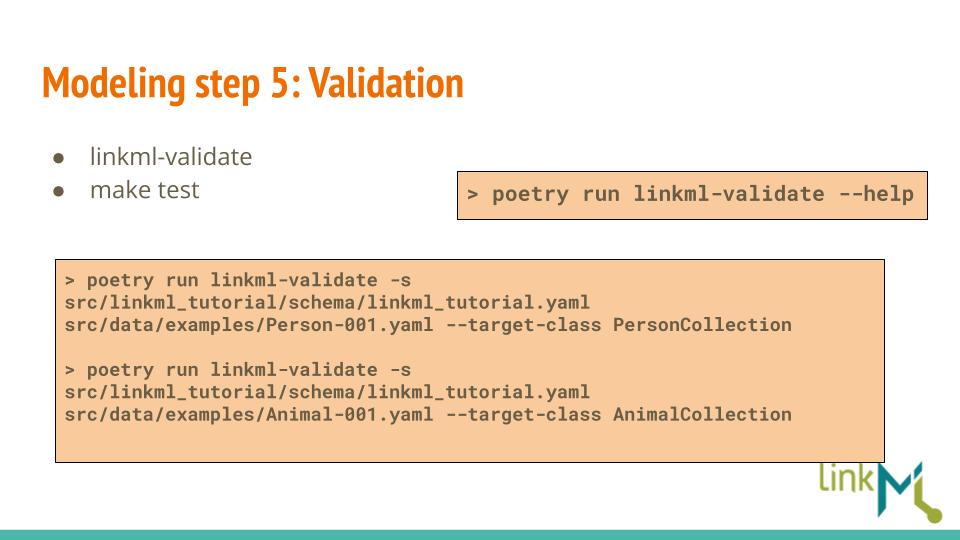 Modeling step 5: Validation
● linkml-validate
● make test
> poetry run linkml-validate --help
> poetry run linkml-validate -s
src/linkml_tutorial/schema/linkml_tutorial.yaml
src/data/examples/Person-001.yaml --target-class PersonCollection
> poetry run linkml-validate -s
src/linkml_tutorial/schema/linkml_tutorial.yaml
src/data/examples/Animal-001.yaml --target-class AnimalCollection
linkML